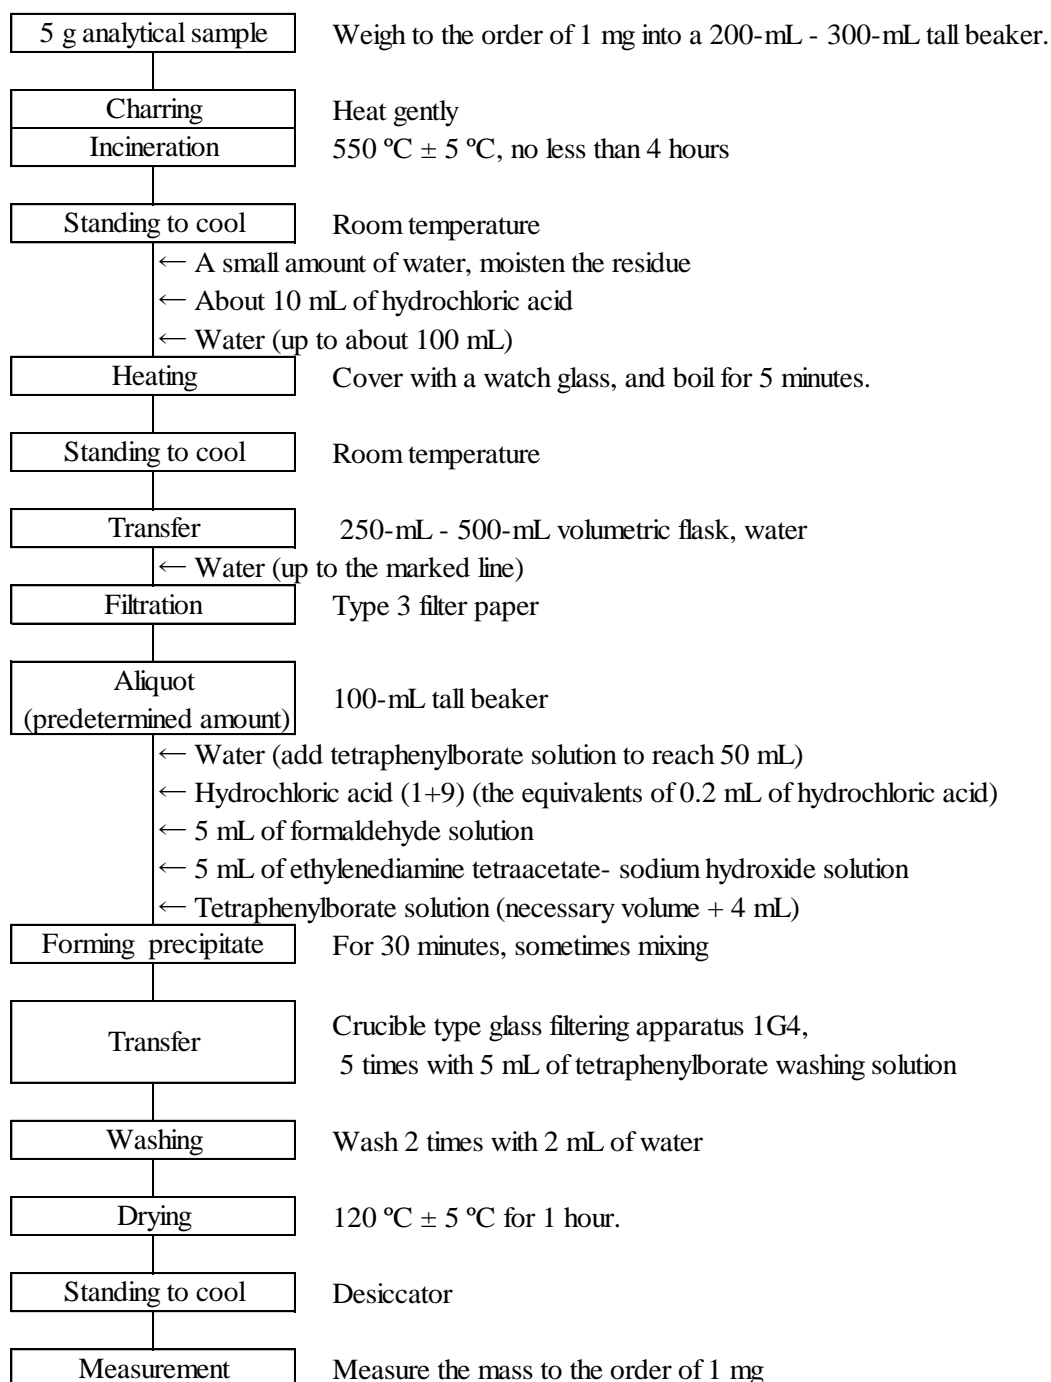 5 g analytical sample
Weigh to the order of 1 mg into a 200-mL - 300-mL tall beaker.
Charring
Heat gently
Incineration
550 ºC ± 5 ºC, no less than 4 hours
Standing to cool
Room temperature
← A small amount of water, moisten the residue
← About 10 mL of hydrochloric acid
← Water (up to about 100 mL)
Heating
Cover with a watch glass, and boil for 5 minutes.
Standing to cool
Room temperature
Transfer
250-mL - 500-mL volumetric flask, water
← Water (up to the marked line)
Filtration
Type 3 filter paper
Aliquot
(predetermined amount)
100-mL tall beaker
← Water (add tetraphenylborate solution to reach 50 mL)
← Hydrochloric acid (1+9) (the equivalents of 0.2 mL of hydrochloric acid)
← 5 mL of formaldehyde solution
← 5 mL of ethylenediamine tetraacetate- sodium hydroxide solution
← Tetraphenylborate solution (necessary volume + 4 mL)
Forming precipitate
For 30 minutes, sometimes mixing
Transfer
Crucible type glass filtering apparatus 1G4,
5 times with 5 mL of tetraphenylborate washing solution
Washing
Wash 2 times with 2 mL of water
Drying
120 ºC ± 5 ºC for 1 hour.
Standing to cool
Desiccator
Measurement
Measure the mass to the order of 1 mg